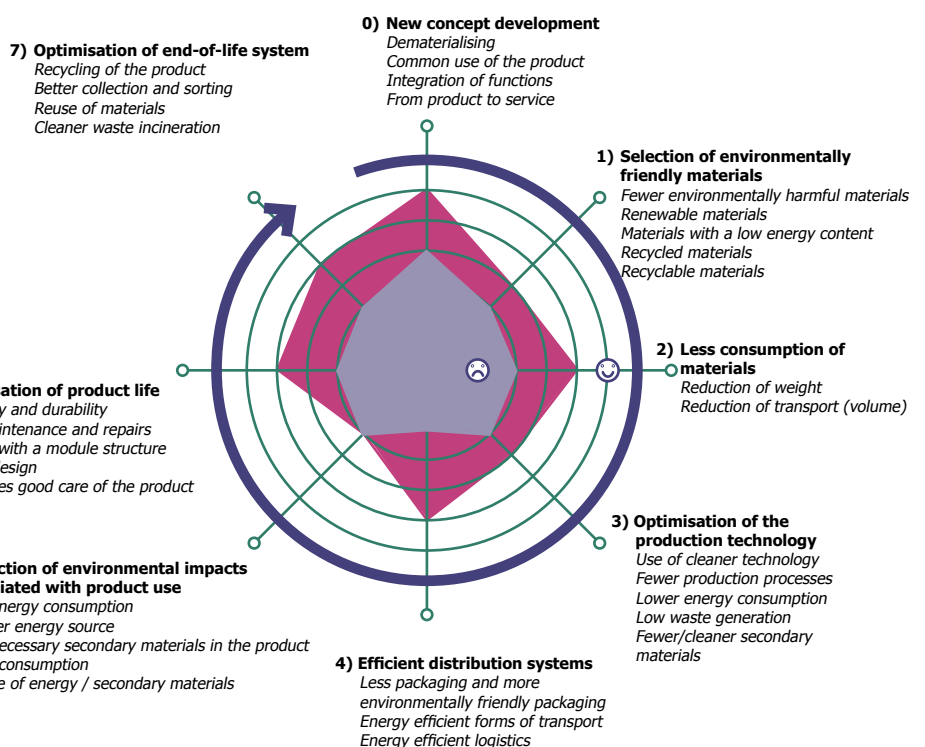 0) New concept development
Dematerialising
Common use of the product
Integration of functions
From product to service
7) Optimisation of end-of-life system
Recycling of the product
Better collection and sorting
Reuse of materials
Cleaner waste incineration
1) Selection of environmentally
friendly materials
Fewer environmentally harmful materials
Renewable materials
Materials with a low energy content
Recycled materials
Recyclable materials
2) Less consumption of
materials
Reduction of weight
Reduction of transport (volume)
3) Optimisation of the
production technology
Use of cleaner technology
Fewer production processes
Lower energy consumption
Low waste generation
Fewer/cleaner secondary
materials
4) Efficient distribution systems
Less packaging and more
environmentally friendly packaging
Energy efficient forms of transport
Energy efficient logistics
of environmental impacts
with product use
energy consumption
energy source
secondary materials in the product
consumption
of energy / secondary materials
of product life
and durability
and repairs
with a module structure
good care of the product